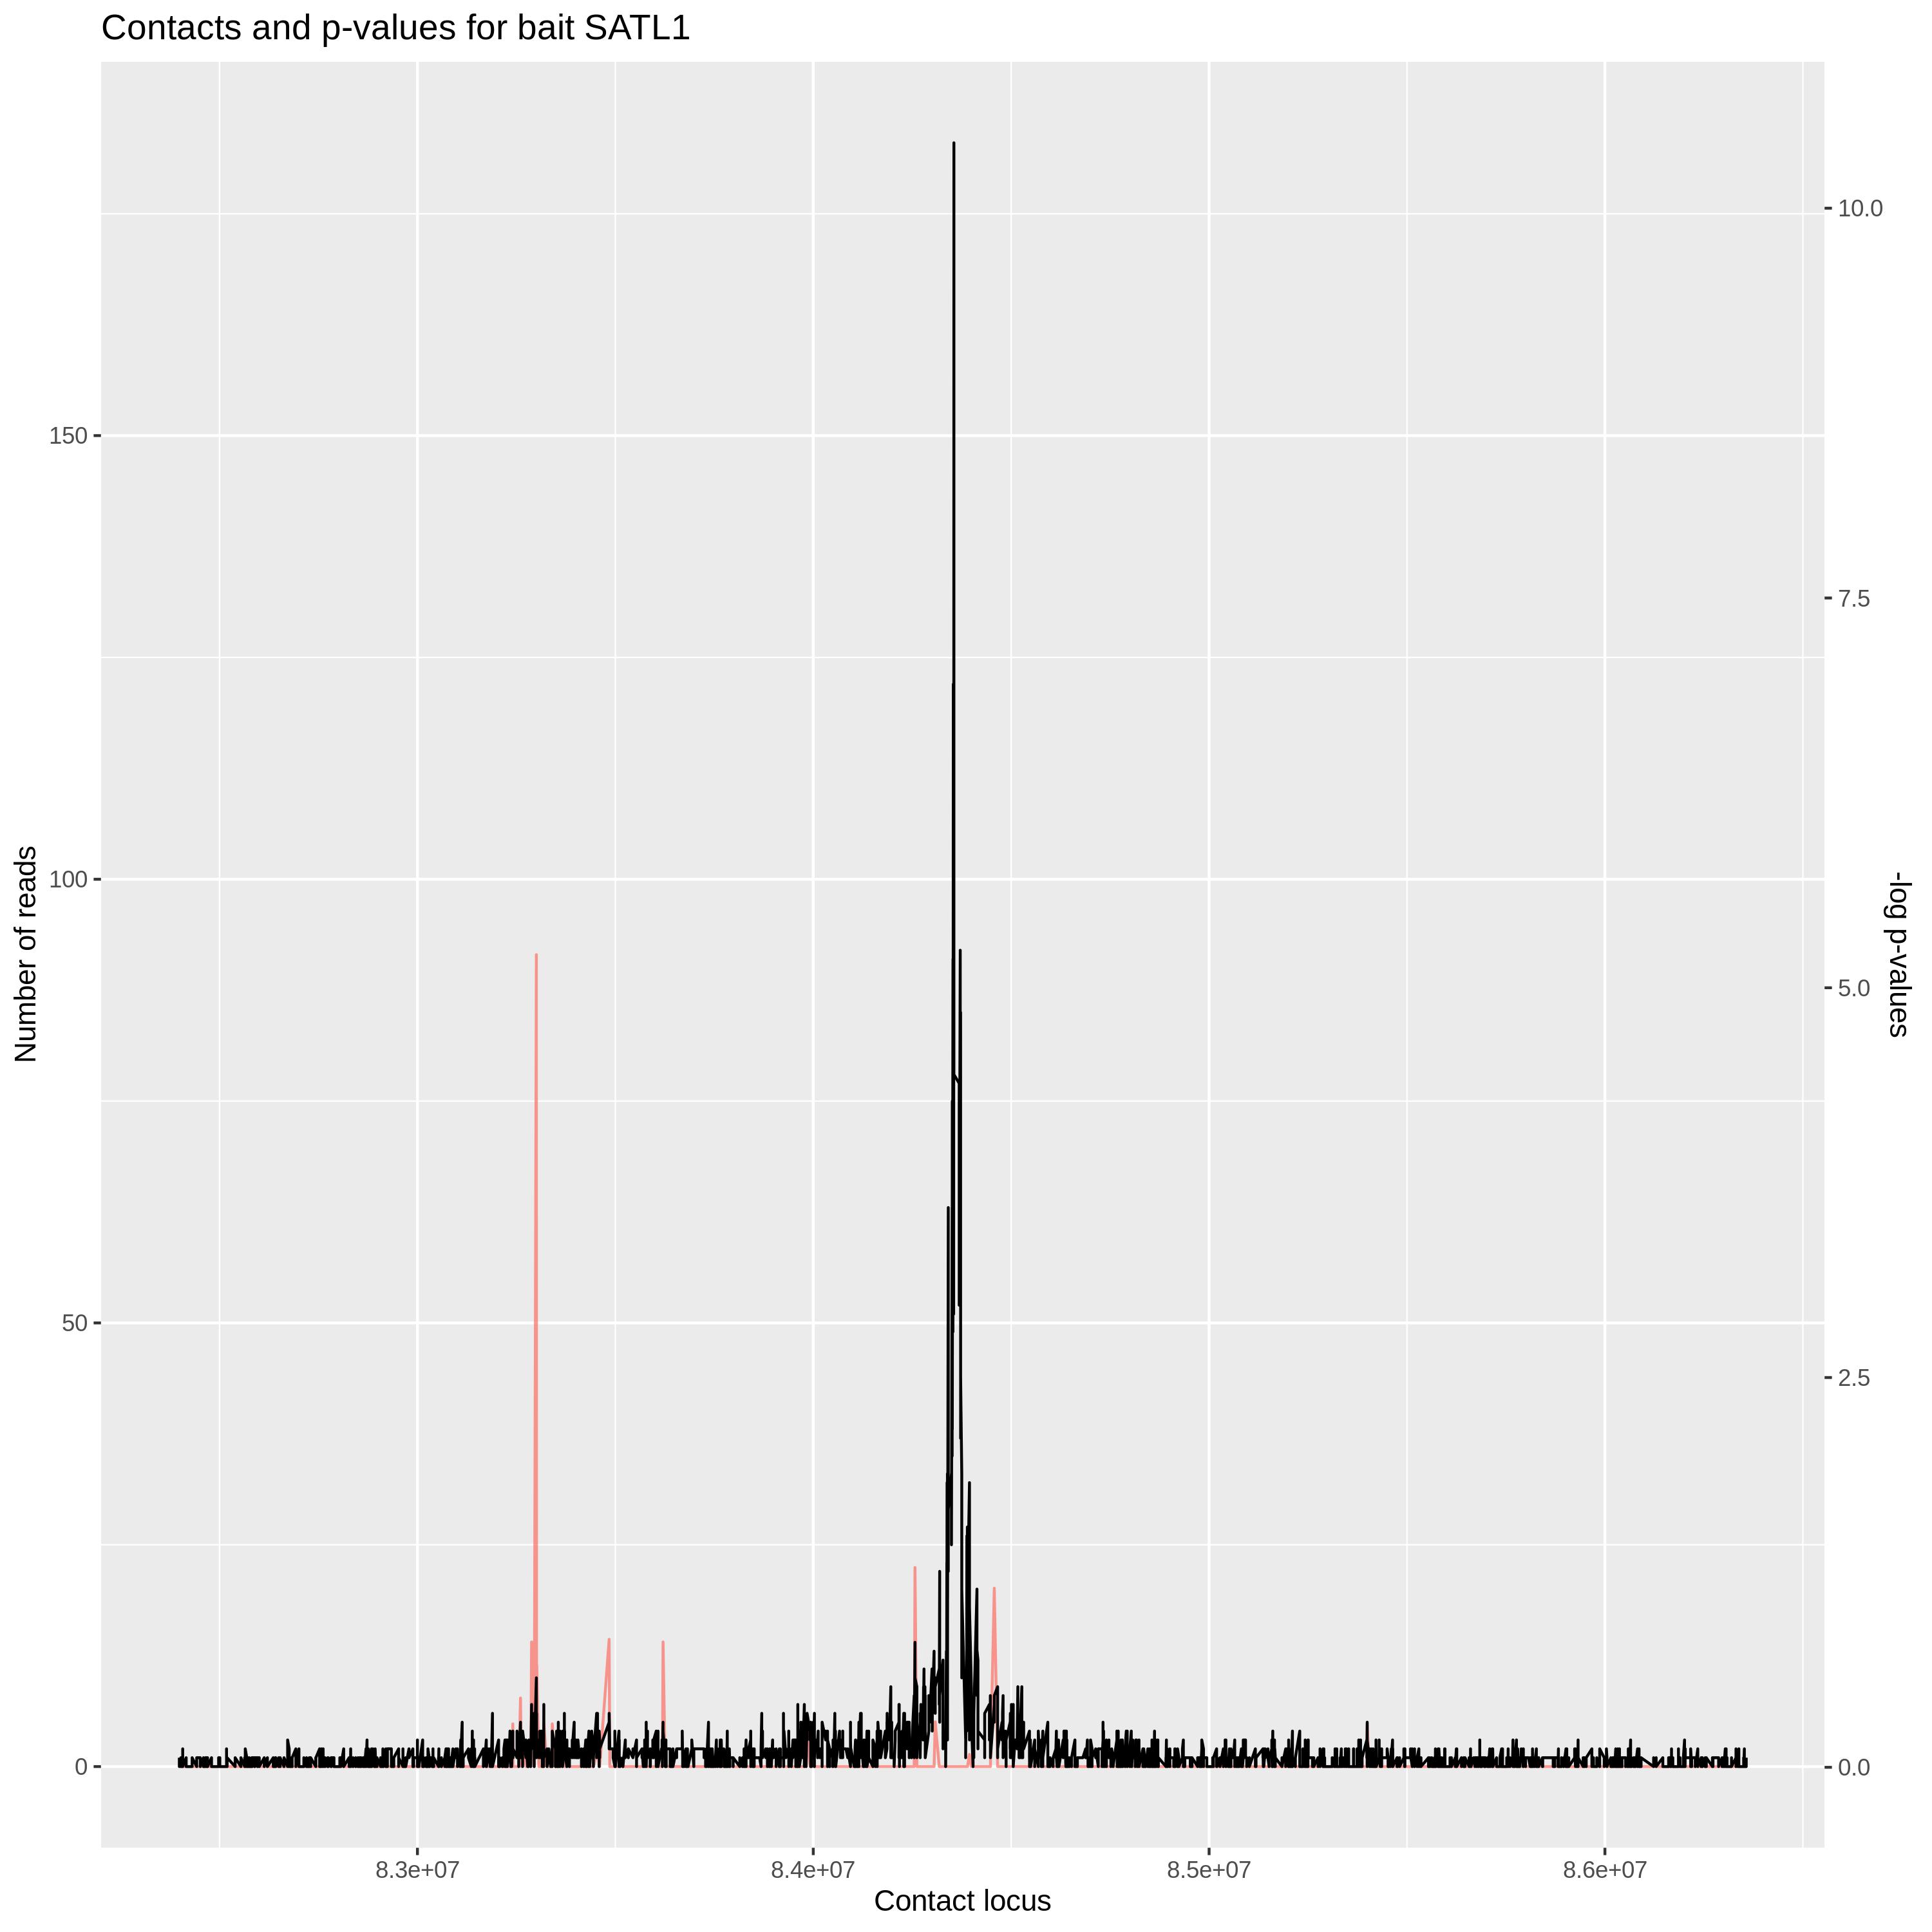 Contacts and p-values for bait SATL1
Number of reads
150
100
50
0
10.0
7.5
5.0
2.5
0.0
-log p-values
8.3e+07
8.4e+07
8.5e+07
8.6e+07
Contact locus